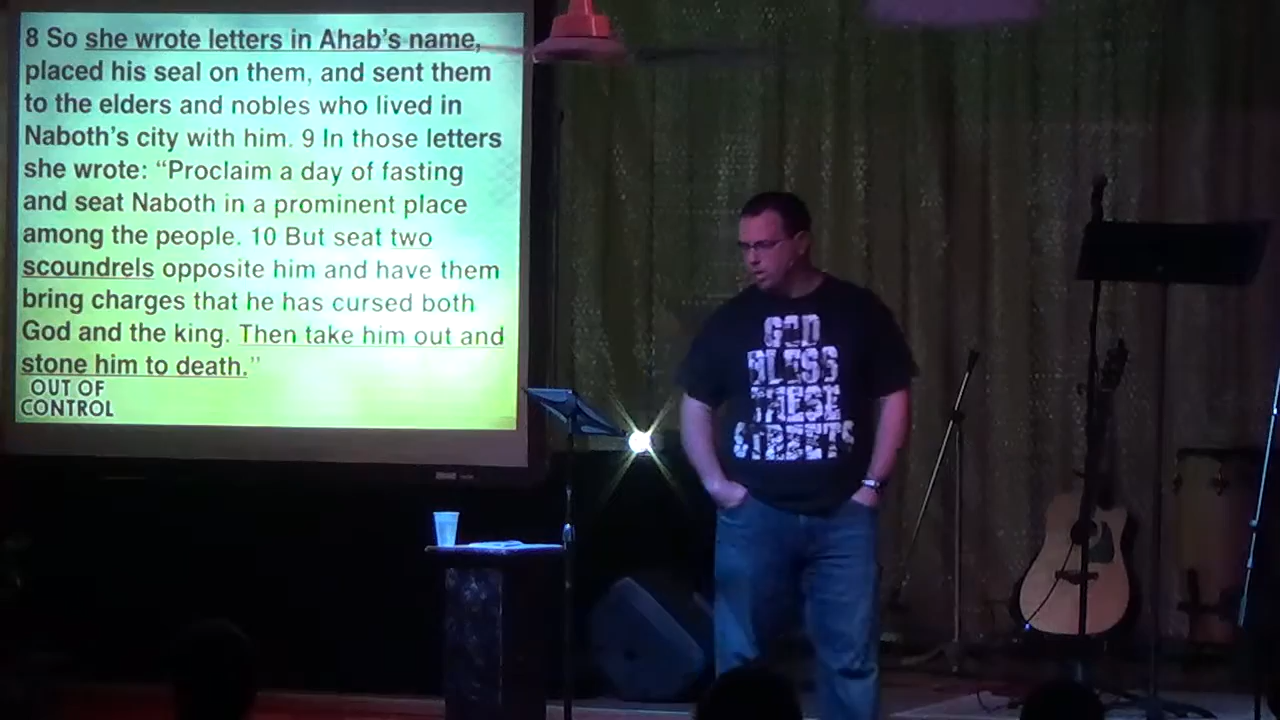 8 So she wrote letters in Ahab's name,
placed his seal on them, and sent them
to the elders and nobles who lived in
Naboth's city with him. 9 In those letters
she wrote: “Proclaim a day of fasting
and seat Naboth in a prominent place
among the people. 10 But seat two
scoundrels opposite him and have them
bring charges that he has cursed both
God and the king. Then take him out and
stone him to death.”
OUT OF
CONTROL
GOD
BLESS
THESE
STREETS